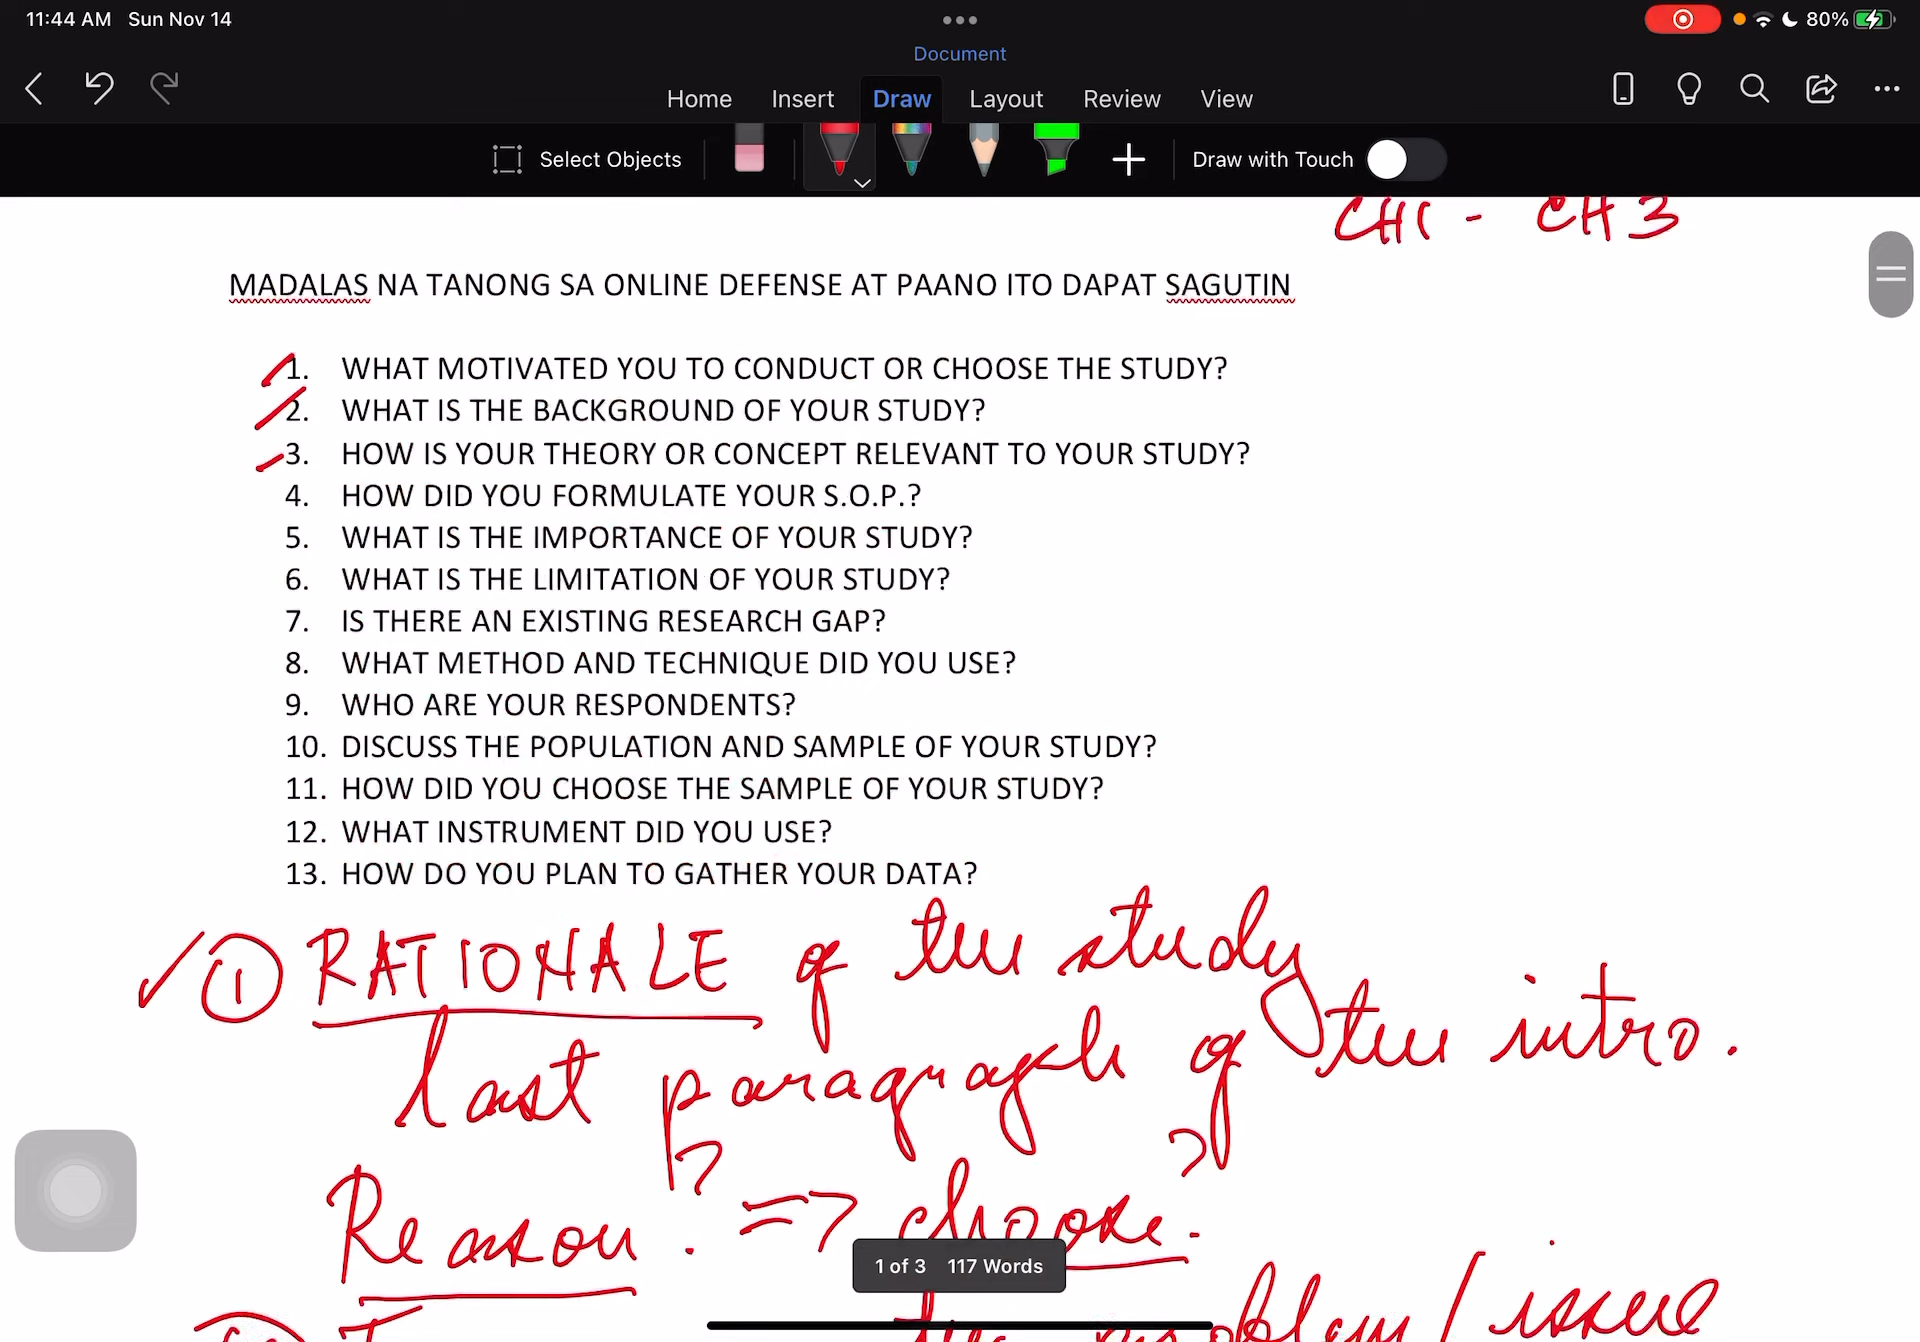 11:44 AM Sun Nov 14
80%
Document
Home Insert Draw Layout Review View
Select Objects
Draw with Touch
CH1 - CH3
MADALAS NA TANONG SA ONLINE DEFENSE AT PAANO ITO DAPAT SAGUTIN
1. WHAT MOTIVATED YOU TO CONDUCT OR CHOOSE THE STUDY?
2. WHAT IS THE BACKGROUND OF YOUR STUDY?
3. HOW IS YOUR THEORY OR CONCEPT RELEVANT TO YOUR STUDY?
4. HOW DID YOU FORMULATE YOUR S.O.P.?
5. WHAT IS THE IMPORTANCE OF YOUR STUDY?
6. WHAT IS THE LIMITATION OF YOUR STUDY?
7. IS THERE AN EXISTING RESEARCH GAP?
8. WHAT METHOD AND TECHNIQUE DID YOU USE?
9. WHO ARE YOUR RESPONDENTS?
10. DISCUSS THE POPULATION AND SAMPLE OF YOUR STUDY?
11. HOW DID YOU CHOOSE THE SAMPLE OF YOUR STUDY?
12. WHAT INSTRUMENT DID YOU USE?
13. HOW DO YOU PLAN TO GATHER YOUR DATA?
1 RATIONALE of the study
last paragraph of the intro.
Reason. => choose.
1 of 3 117 Words
the problem / issue